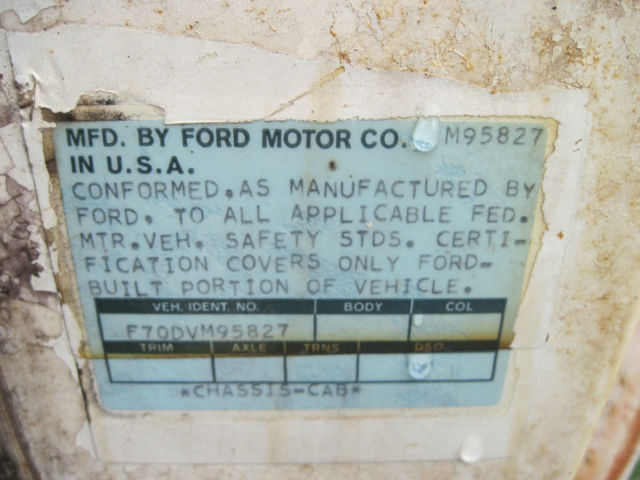 MFD. BY FORD MOTOR CO. M95827
IN U.S.A.
CONFORMED, AS MANUFACTURED BY
FORD, TO ALL APPLICABLE FED.
MTR.VEH. SAFETY STDS. CERTI-
FICATION COVERS ONLY FORD-
BUILT PORTION OF VEHICLE.
VEH. IDENT. NO. BODY COL
F70DVM95827
TRIM AXLE TRNS DSO
*CHASSIS-CAB*